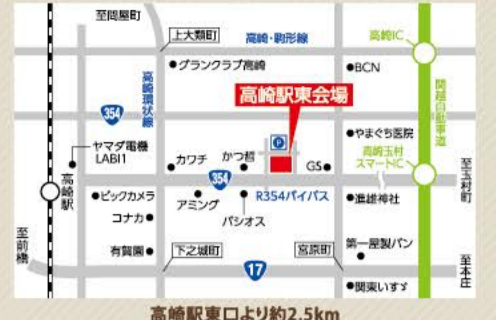 至問屋町
上大類町
高崎・駒形線
高崎IC
グランクラブ高崎
BCN
高崎環状線
高崎駅東会場
関越自動車道
354
P
やまぐち医院
ヤマダ電機
LABI1
カワチ
かつ哲
GS
高崎玉村
スマートIC
至玉村町
高崎駅
354
ビックカメラ
アミング
R354バイパス
進雄神社
コナカ
パシオス
至前橋
有賀園
下之城町
宮原町
第一屋製パン
至本庄
17
関東いすゞ
高崎駅東口より約2.5km